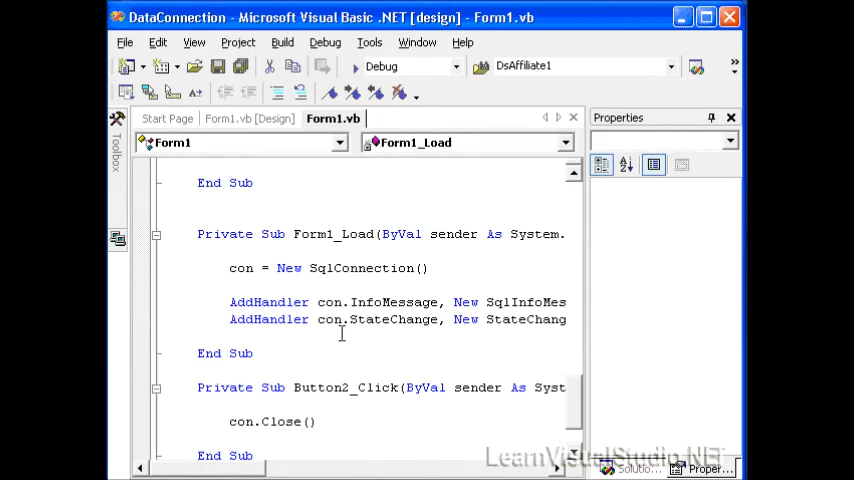 DataConnection - Microsoft Visual Basic .NET [design] - Form1.vb
File Edit View Project Build Debug Tools Window Help
Debug DsAffiliate1
Start Page Form1.vb [Design] Form1.vb
Properties
Form1 Form1_Load
Toolbox
End Sub
Private Sub Form1_Load(ByVal sender As System.
con = New SqlConnection()
AddHandler con.InfoMessage, New SqlInfoMes
AddHandler con.StateChange, New StateChang
End Sub
Private Sub Button2_Click(ByVal sender As Syst
con.Close()
End Sub
LearnVisualStudio.NET
Solutio... Proper...